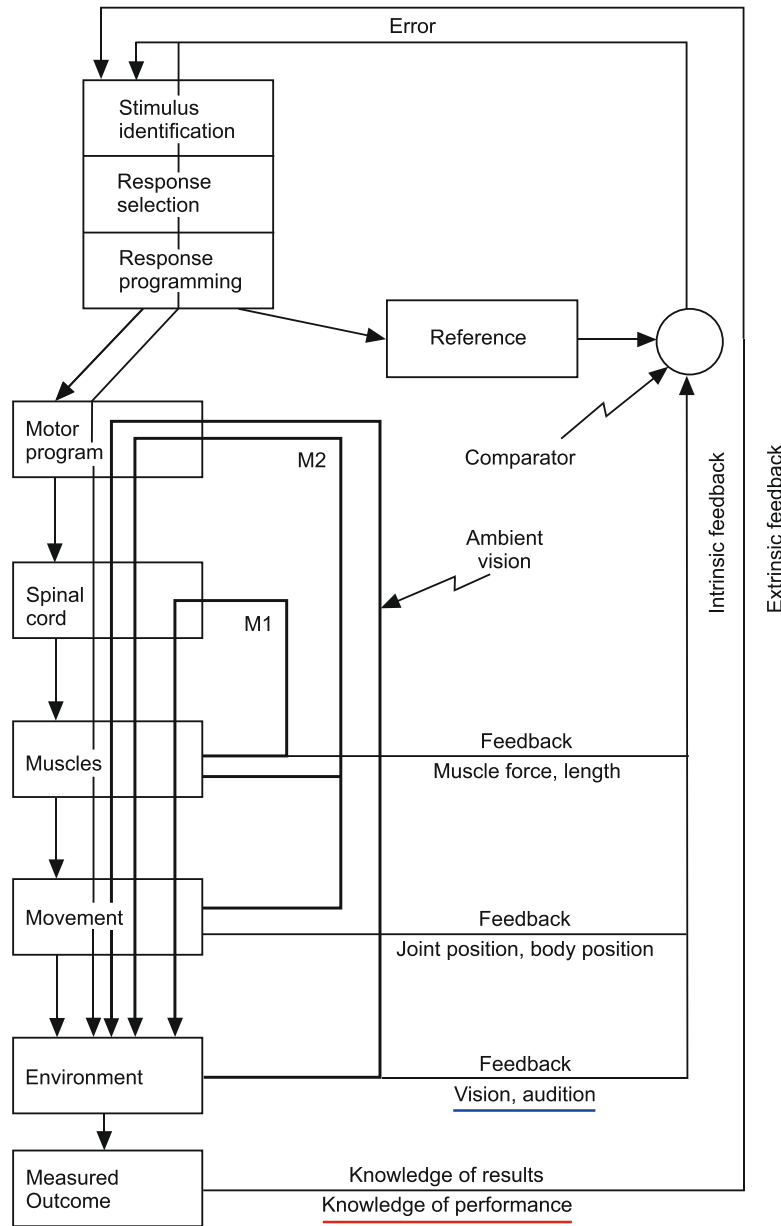 Error
Stimulus
identification
Response
selection
Response
programming
Reference
Motor
program
M2
Comparator
Intrinsic feedback
Extrinsic feedback
Ambient
vision
Spinal
cord
M1
Muscles
Feedback
Muscle force, length
Movement
Feedback
Joint position, body position
Environment
Feedback
Vision, audition
Measured
Outcome
Knowledge of results
Knowledge of performance